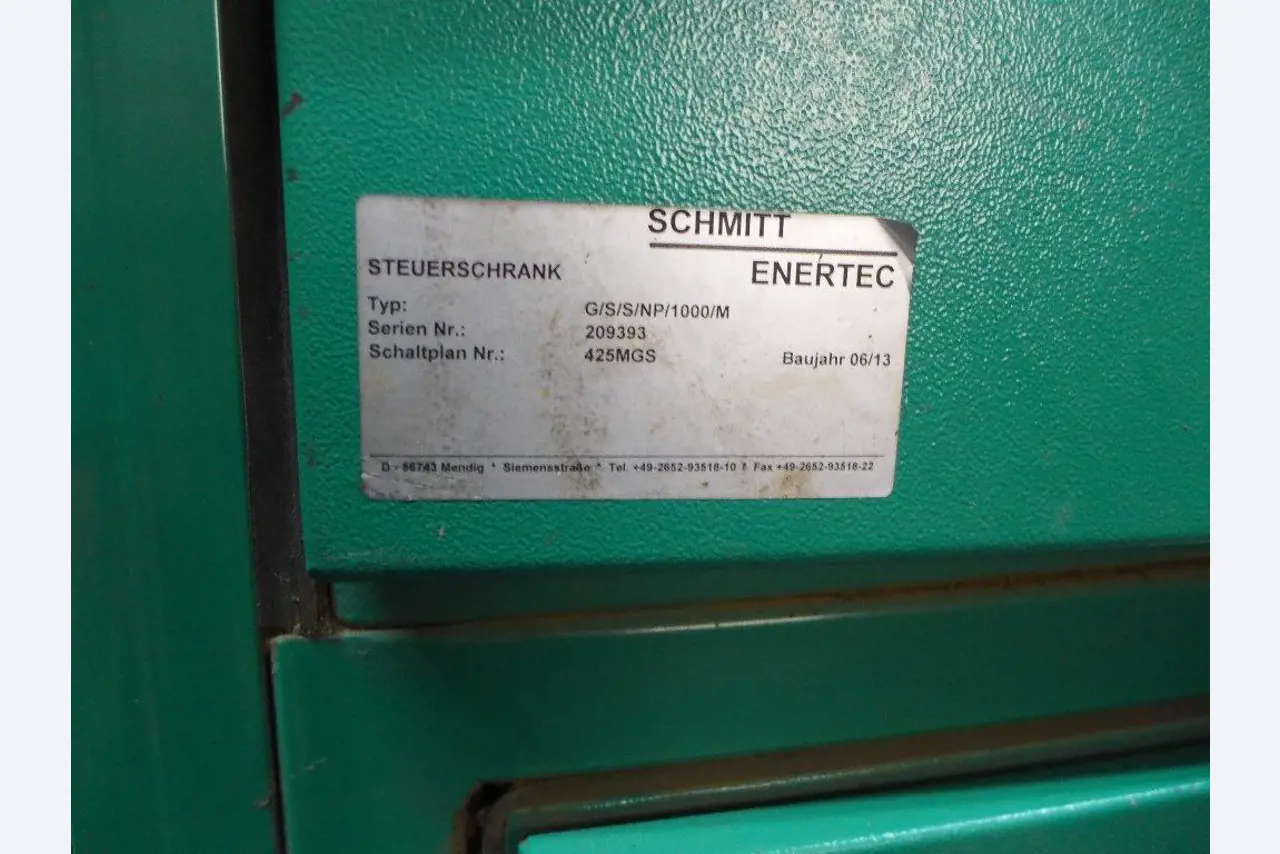 SCHMITT
ENERTEC
STEUERSCHRANK
Typ: G/S/S/NP/1000/M
Serien Nr.: 209393
Schaltplan Nr.: 425MGS Baujahr 06/13
D - 56743 Mendig * Siemensstraße * Tel. +49-2652-93518-10 * Fax +49-2652-93518-22